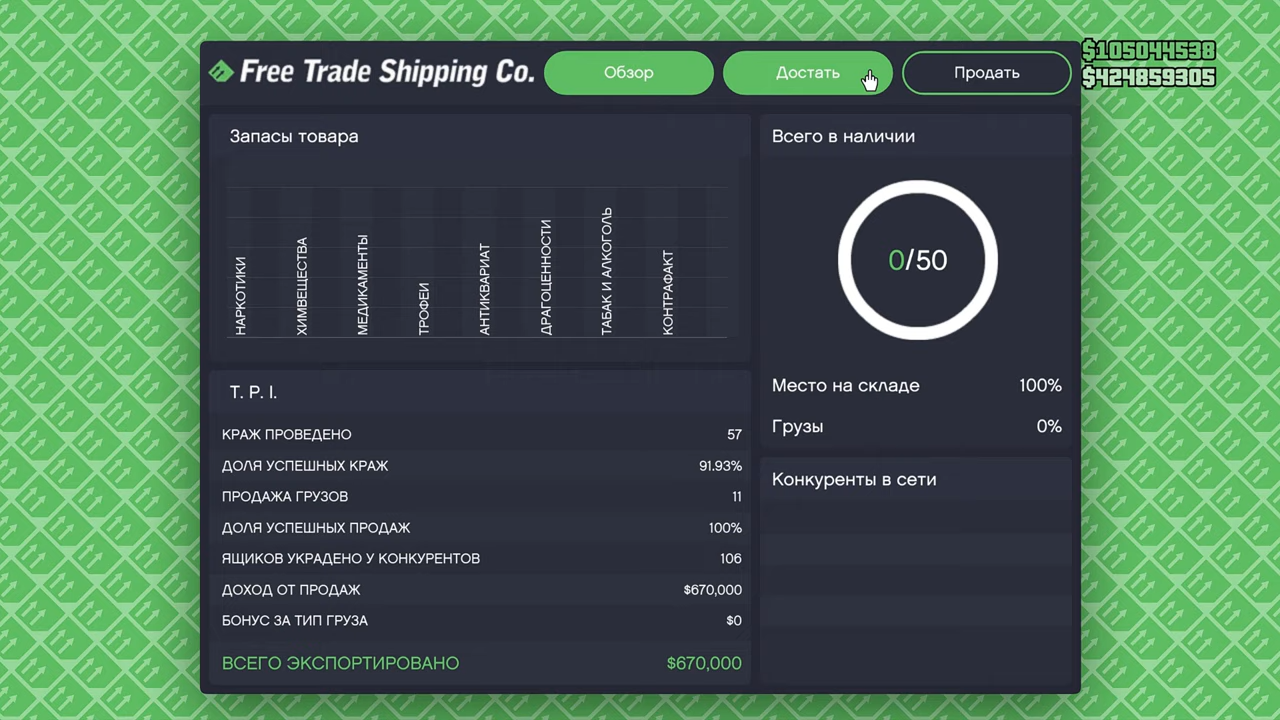 Free Trade Shipping Co.
Обзор
Достать
Продать
$105044538
$424859305
Запасы товара
НАРКОТИКИ
ХИМВЕЩЕСТВА
МЕДИКАМЕНТЫ
ТРОФЕИ
АНТИКВАРИАТ
ДРАГОЦЕННОСТИ
ТАБАК И АЛКОГОЛЬ
КОНТРАФАКТ
Всего в наличии
0/50
Место на складе 100%
Грузы 0%
T. P. I.
КРАЖ ПРОВЕДЕНО 57
ДОЛЯ УСПЕШНЫХ КРАЖ 91.93%
ПРОДАЖА ГРУЗОВ 11
ДОЛЯ УСПЕШНЫХ ПРОДАЖ 100%
ЯЩИКОВ УКРАДЕНО У КОНКУРЕНТОВ 106
ДОХОД ОТ ПРОДАЖ $670,000
БОНУС ЗА ТИП ГРУЗА $0
ВСЕГО ЭКСПОРТИРОВАНО $670,000
Конкуренты в сети